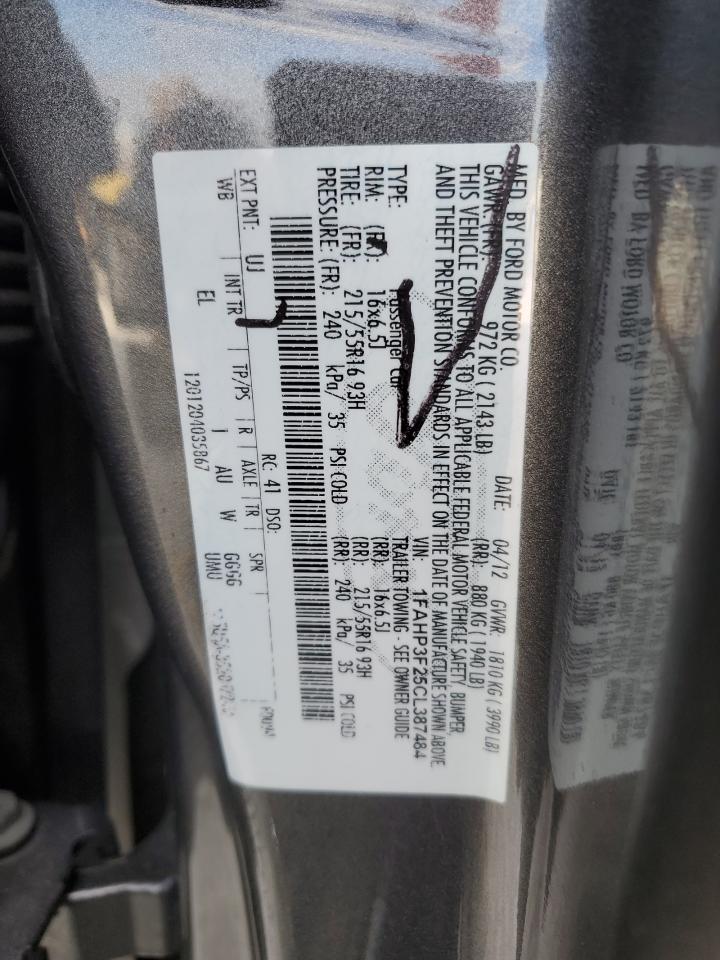 MFD. BY FORD MOTOR CO.
DATE: 04/12 GVWR: 1810 KG ( 3990 LB)
GAWR: (FR): 972 KG ( 2143 LB) (RR): 880 KG ( 1940 LB)
THIS VEHICLE CONFORMS TO ALL APPLICABLE FEDERAL MOTOR VEHICLE SAFETY, BUMPER,
AND THEFT PREVENTION STANDARDS IN EFFECT ON THE DATE OF MANUFACTURE SHOWN ABOVE.
VIN: 1FAHP3F25CL387484
TYPE: Passenger Car TRAILER TOWING - SEE OWNER GUIDE
RIM: (FR): 16x6.5J (RR): 16x6.5J
TIRE: (FR): 215/55R16 93H (RR): 215/55R16 93H
PRESSURE: (FR): 240 kPa/ 35 PSI COLD (RR): 240 kPa/ 35 PSI COLD
RC: 41 DSO:
EXT PNT: UJ INT TR TP/PS R AXLE TR SPR
WB EL I AU W GGGG UMU
1201204035867